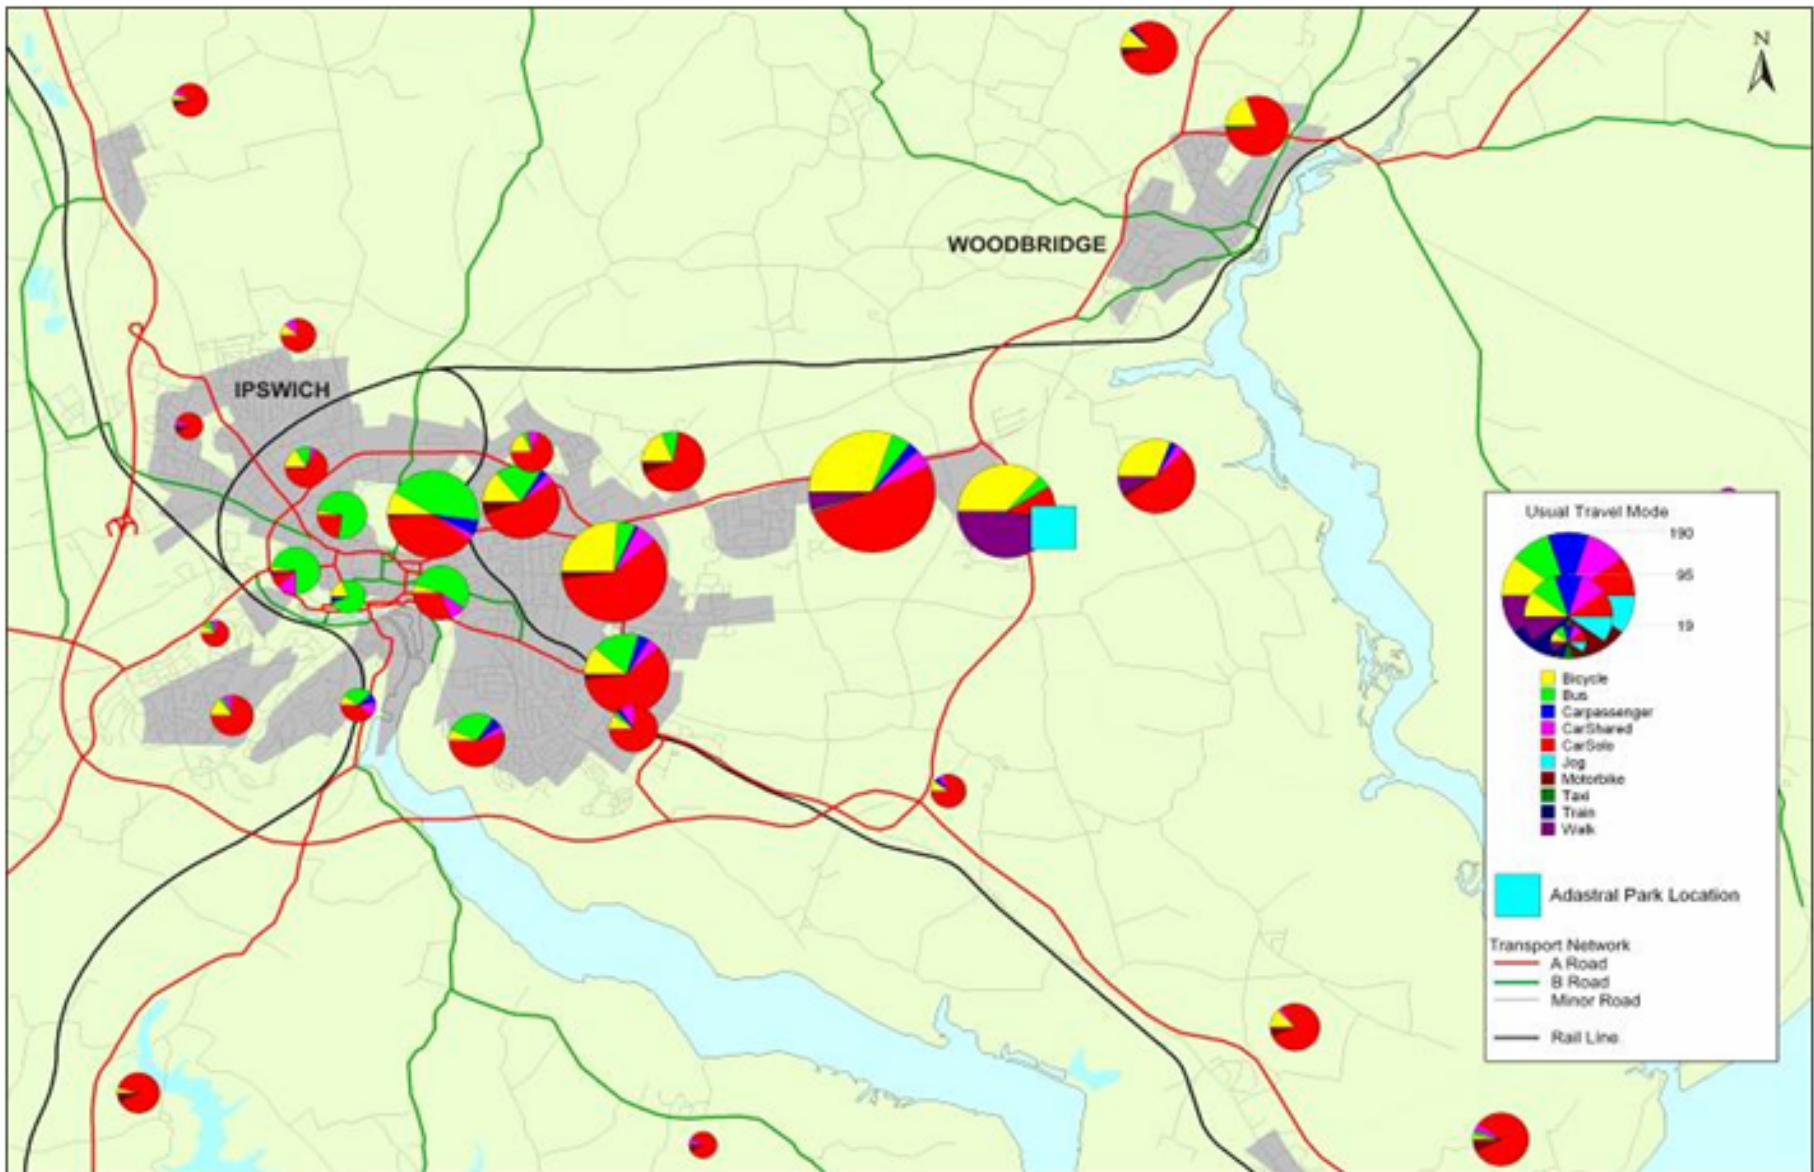 N
WOODBRIDGE
IPSWICH
Usual Travel Mode
190
95
19
Bicycle
Bus
Carpassenger
CarShared
CarSolo
Jog
Motorbike
Taxi
Train
Walk
Adastral Park Location
Transport Network
A Road
B Road
Minor Road
Rail Line